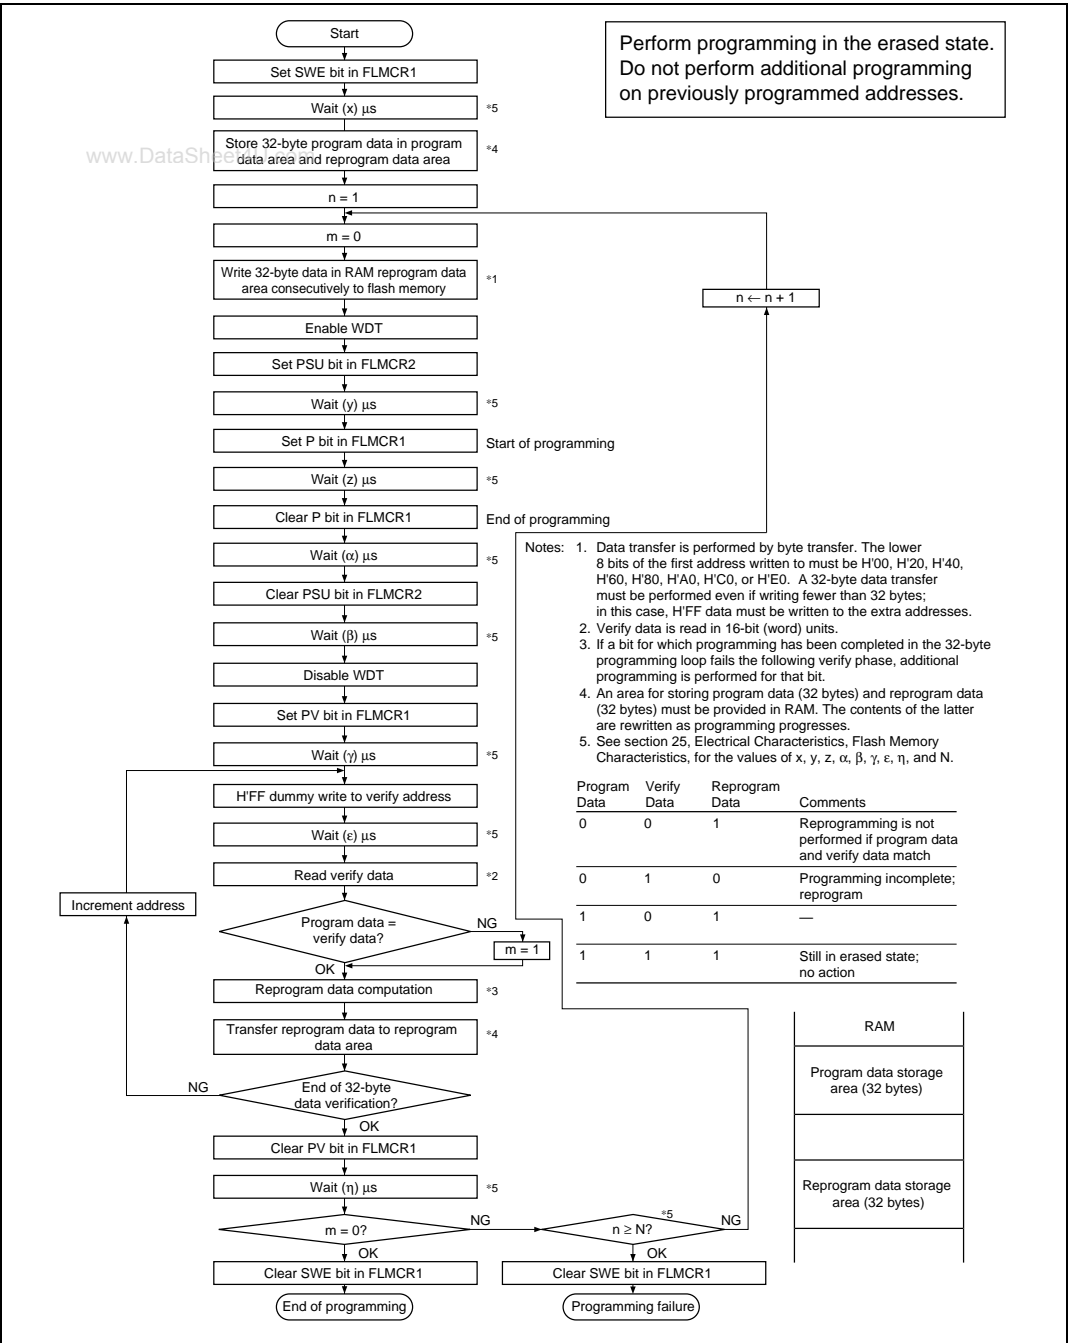 Start
Perform programming in the erased state.
Do not perform additional programming
on previously programmed addresses.
Set SWE bit in FLMCR1
Wait (x) μs
*5
Store 32-byte program data in program
data area and reprogram data area
*4
www.DataSheet4U.com
n = 1
m = 0
Write 32-byte data in RAM reprogram data
area consecutively to flash memory
*1
n ← n + 1
Enable WDT
Set PSU bit in FLMCR2
Wait (y) μs
*5
Set P bit in FLMCR1
Start of programming
Wait (z) μs
*5
Clear P bit in FLMCR1
End of programming
Wait (α) μs
*5
Clear PSU bit in FLMCR2
Wait (β) μs
*5
Disable WDT
Set PV bit in FLMCR1
Wait (γ) μs
*5
H'FF dummy write to verify address
Wait (ε) μs
*5
Read verify data
*2
Increment address
Program data =
verify data?
NG
m = 1
OK
Reprogram data computation
*3
Transfer reprogram data to reprogram
data area
*4
NG
End of 32-byte
data verification?
OK
Clear PV bit in FLMCR1
Wait (η) μs
*5
m = 0?
NG
n ≥ N?
*5
NG
OK
OK
Clear SWE bit in FLMCR1
Clear SWE bit in FLMCR1
End of programming
Programming failure
Notes: 1. Data transfer is performed by byte transfer. The lower
8 bits of the first address written to must be H'00, H'20, H'40,
H'60, H'80, H'A0, H'C0, or H'E0. A 32-byte data transfer
must be performed even if writing fewer than 32 bytes;
in this case, H'FF data must be written to the extra addresses.
2. Verify data is read in 16-bit (word) units.
3. If a bit for which programming has been completed in the 32-byte
programming loop fails the following verify phase, additional
programming is performed for that bit.
4. An area for storing program data (32 bytes) and reprogram data
(32 bytes) must be provided in RAM. The contents of the latter
are rewritten as programming progresses.
5. See section 25, Electrical Characteristics, Flash Memory
Characteristics, for the values of x, y, z, α, β, γ, ε, η, and N.
Program Verify Reprogram
Data Data Data Comments
0 0 1 Reprogramming is not
performed if program data
and verify data match
0 1 0 Programming incomplete;
reprogram
1 0 1 —
1 1 1 Still in erased state;
no action
RAM
Program data storage
area (32 bytes)
Reprogram data storage
area (32 bytes)